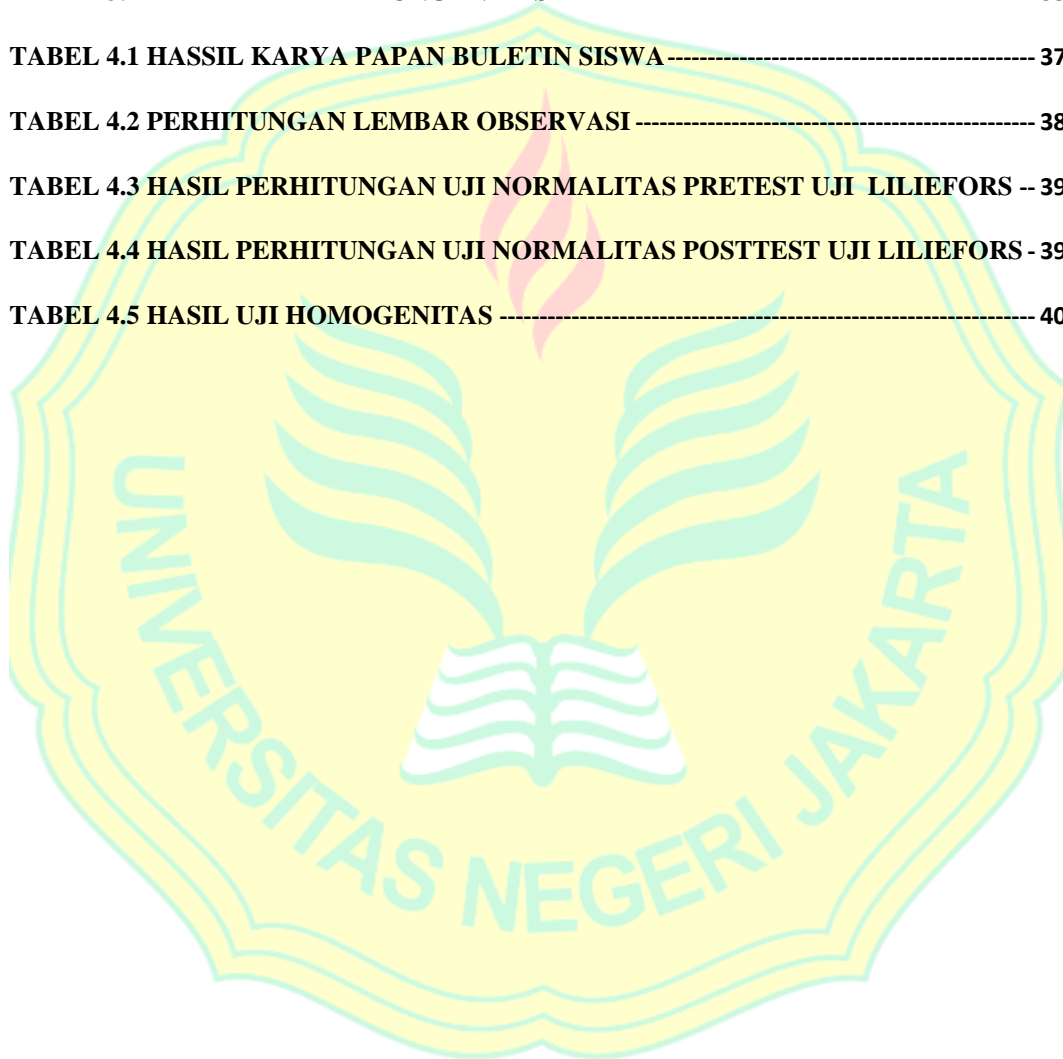 TABEL 4.1 HASSIL KARYA PAPAN BULETIN SISWA ---------------------------------------------- 37
TABEL 4.2 PERHITUNGAN LEMBAR OBSERVASI -------------------------------------------------- 38
TABEL 4.3 HASIL PERHITUNGAN UJI NORMALITAS PRETEST UJI LILIEFORS -- 39
TABEL 4.4 HASIL PERHITUNGAN UJI NORMALITAS POSTTEST UJI LILIEFORS - 39
TABEL 4.5 HASIL UJI HOMOGENITAS ------------------------------------------------------------------- 40
UNIVERSITAS NEGERI JAKARTA